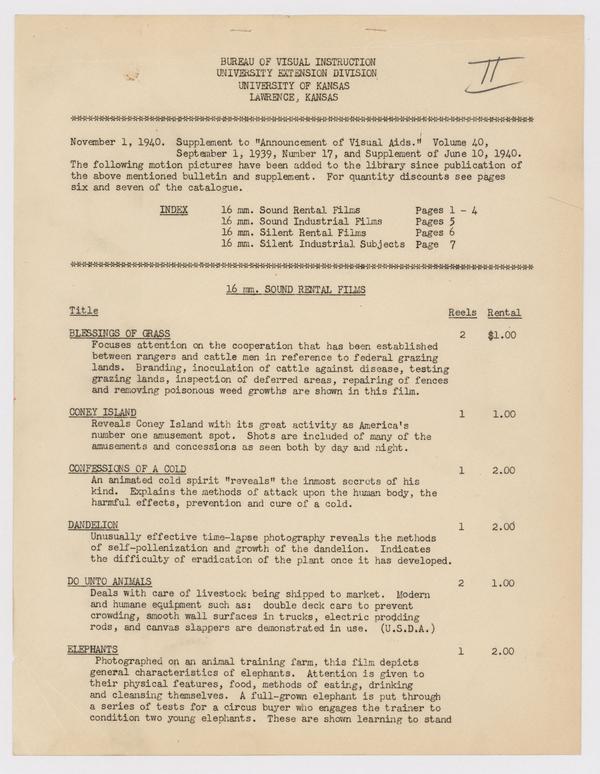 BUREAU OF VISUAL INSTRUCTION
UNIVERSITY EXTENSION DIVISION
UNIVERSITY OF KANSAS
LAWRENCE, KANSAS
II
November 1, 1940. Supplement to "Announcement of Visual Aids." Volume 40,
September 1, 1939, Number 17, and Supplement of June 10, 1940.
The following motion pictures have been added to the library since publication of
the above mentioned bulletin and supplement. For quantity discounts see pages
six and seven of the catalogue.
INDEX 16 mm. Sound Rental Films Pages 1 - 4
16 mm. Sound Industrial Films Pages 5
16 mm. Silent Rental Films Pages 6
16 mm. Silent Industrial Subjects Page 7
16 mm. SOUND RENTAL FILMS
Title Reels Rental
BLESSINGS OF GRASS 2 $1.00
Focuses attention on the cooperation that has been established
between rangers and cattle men in reference to federal grazing
lands. Branding, inoculation of cattle against disease, testing
grazing lands, inspection of deferred areas, repairing of fences
and removing poisonous weed growths are shown in this film.
CONEY ISLAND 1 1.00
Reveals Coney Island with its great activity as America's
number one amusement spot. Shots are included of many of the
amusements and concessions as seen both by day and night.
CONFESSIONS OF A COLD 1 2.00
An animated cold spirit "reveals" the inmost secrets of his
kind. Explains the methods of attack upon the human body, the
harmful effects, prevention and cure of a cold.
DANDELION 1 2.00
Unusually effective time-lapse photography reveals the methods
of self-pollenization and growth of the dandelion. Indicates
the difficulty of eradication of the plant once it has developed.
DO UNTO ANIMALS 2 1.00
Deals with care of livestock being shipped to market. Modern
and humane equipment such as: double deck cars to prevent
crowding, smooth wall surfaces in trucks, electric prodding
rods, and canvas slappers are demonstrated in use. (U.S.D.A.)
ELEPHANTS 1 2.00
Photographed on an animal training farm, this film depicts
general characteristics of elephants. Attention is given to
their physical features, food, methods of eating, drinking
and cleansing themselves. A full-grown elephant is put through
a series of tests for a circus buyer who engages the trainer to
condition two young elephants. These are shown learning to stand